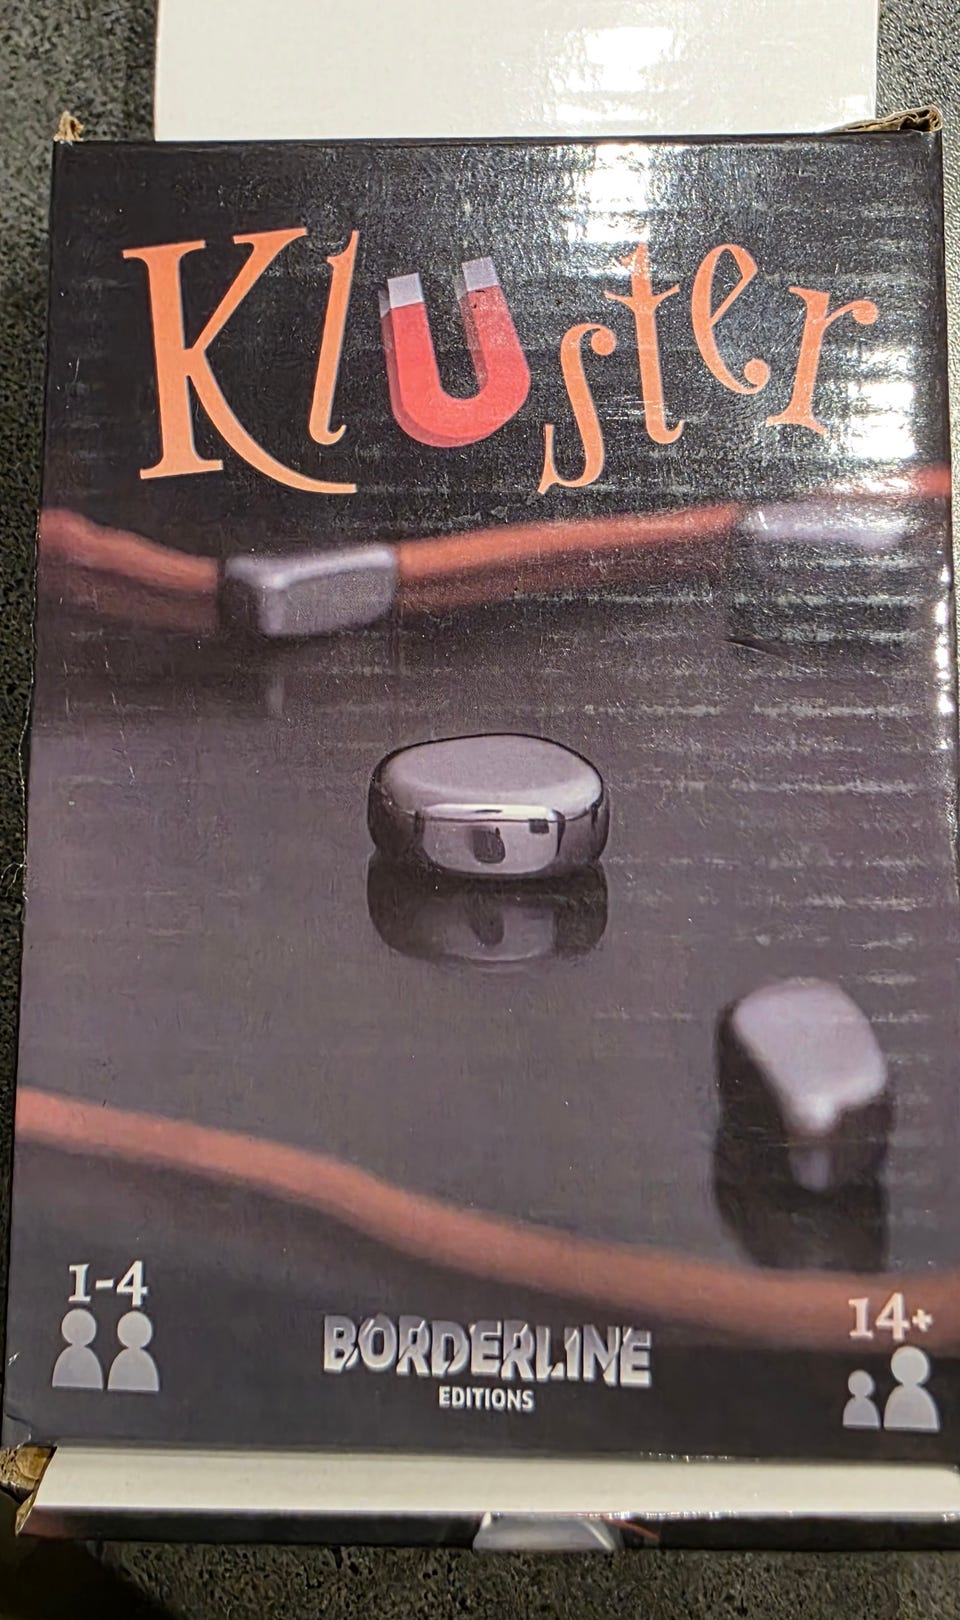 Kluster
1-4
14+
BORDERLINE
EDITIONS